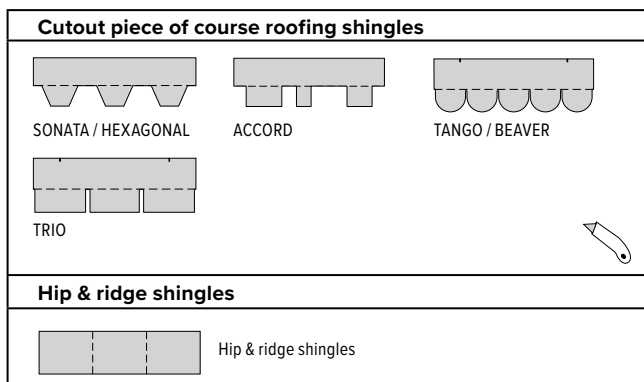 Cutout piece of course roofing shingles
SONATA / HEXAGONAL
ACCORD
TANGO / BEAVER
TRIO
Hip & ridge shingles
Hip & ridge shingles